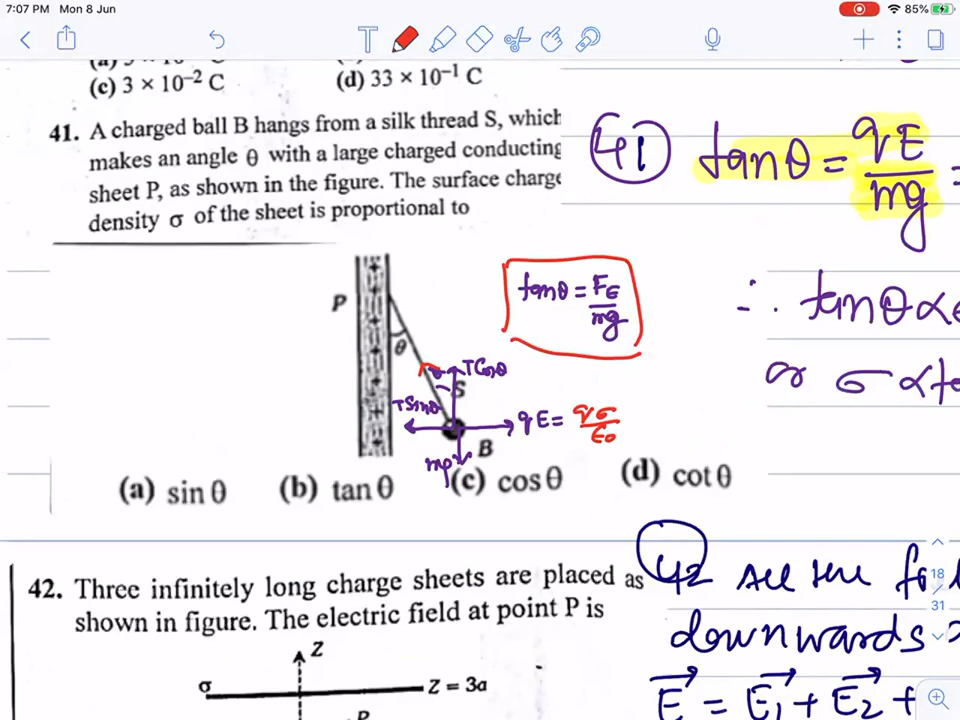 7:07 PM Mon 8 Jun
85%
T
(c) 3 × 10⁻² C
(d) 33 × 10⁻¹ C
41. A charged ball B hangs from a silk thread S, which
makes an angle θ with a large charged conducting
sheet P, as shown in the figure. The surface charge
density σ of the sheet is proportional to
41 tanθ = qE/mg =
P
θ
tanθ = F_E/mg
TCosθ
S
TSinθ
qE = qσ/ε₀
B
mg
∴ tanθ ∝
or σ ∝
(a) sin θ (b) tan θ (c) cos θ (d) cot θ
42. Three infinitely long charge sheets are placed as
shown in figure. The electric field at point P is
Z
σ
Z = 3a
P
42 All the
downwards
E⃗ = E⃗₁ + E⃗₂ +
18
31